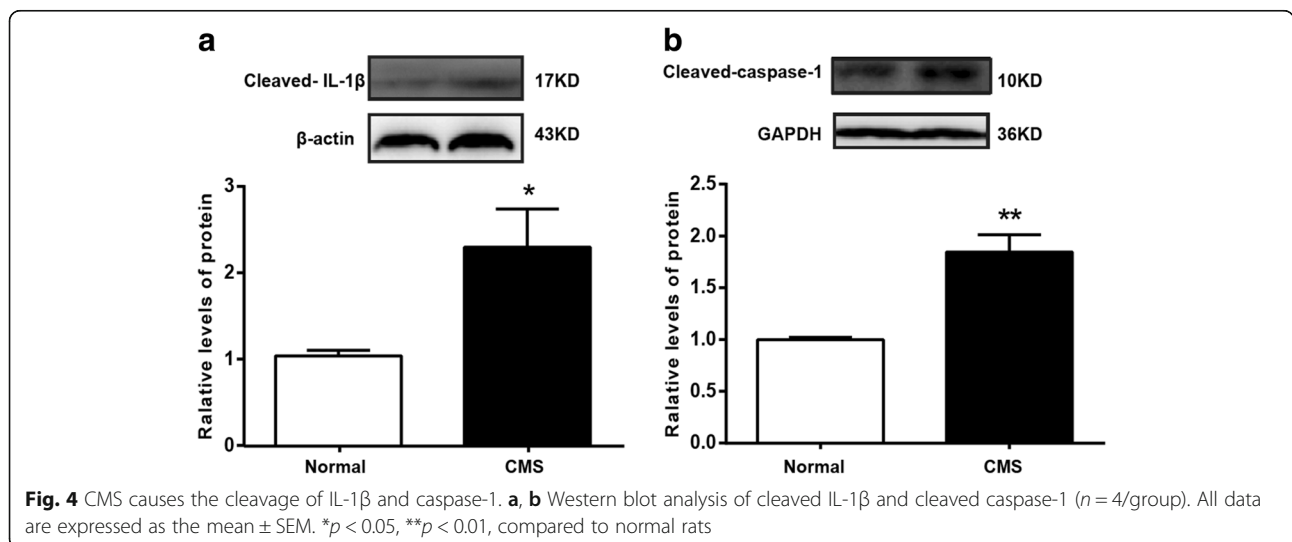 a
Cleaved- IL-1β
17KD
β-actin
43KD
Ralative levels of protein
3
2
1
0
*
Normal
CMS
b
Cleaved-caspase-1
10KD
GAPDH
36KD
Ralative levels of protein
2.5
2.0
1.5
1.0
0.5
0.0
**
Normal
CMS
Fig. 4 CMS causes the cleavage of IL-1β and caspase-1. a, b Western blot analysis of cleaved IL-1β and cleaved caspase-1 (n = 4/group). All data
are expressed as the mean ± SEM. *p < 0.05, **p < 0.01, compared to normal rats